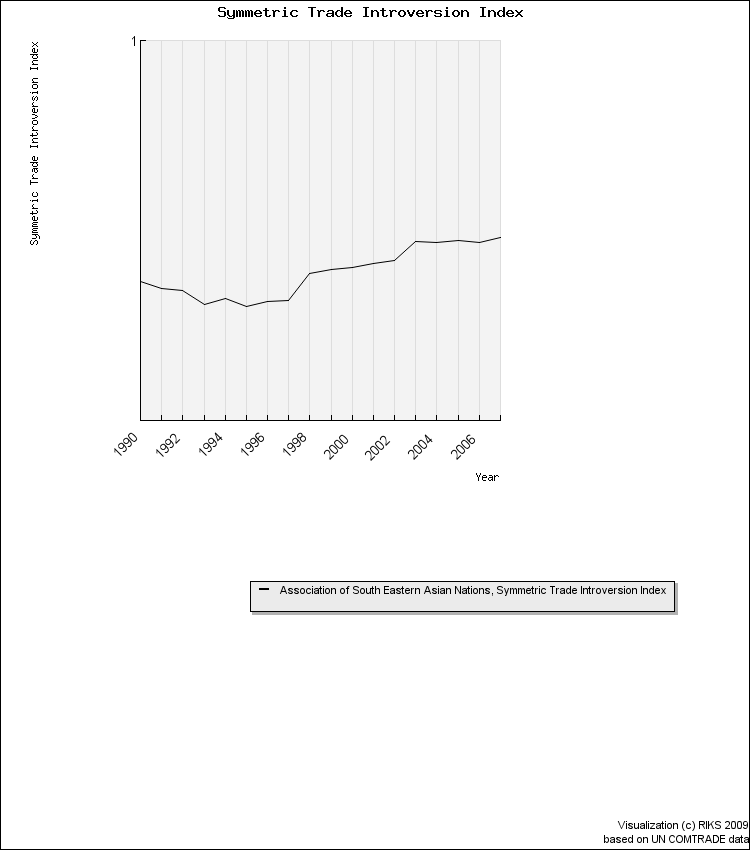 Symmetric Trade Introversion Index
Symmetric Trade Introversion Index
1
1990 1992 1994 1996 1998 2000 2002 2004 2006
Year
Association of South Eastern Asian Nations, Symmetric Trade Introversion Index
Visualization (c) RIKS 2009
based on UN COMTRADE data